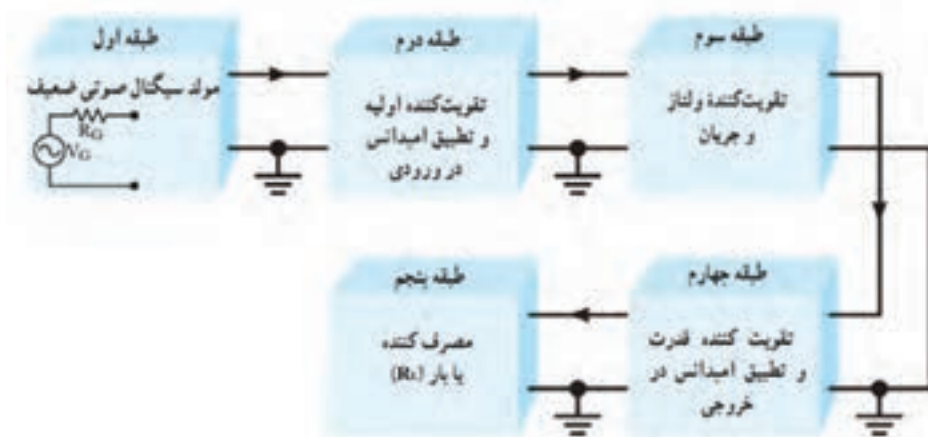 طبقه اول
مولد سیگنال صوتی ضعیف
RG
VG
طبقه دوم
تقویت‌کننده اولیه
و تطبیق امپدانس
در ورودی
طبقه سوم
تقویت‌کنندهٔ ولتاژ
و جریان
طبقه چهارم
تقویت کننده قدرت
و تطبیق امپدانس در
خروجی
طبقه پنجم
مصرف کننده
یا بار (RL)